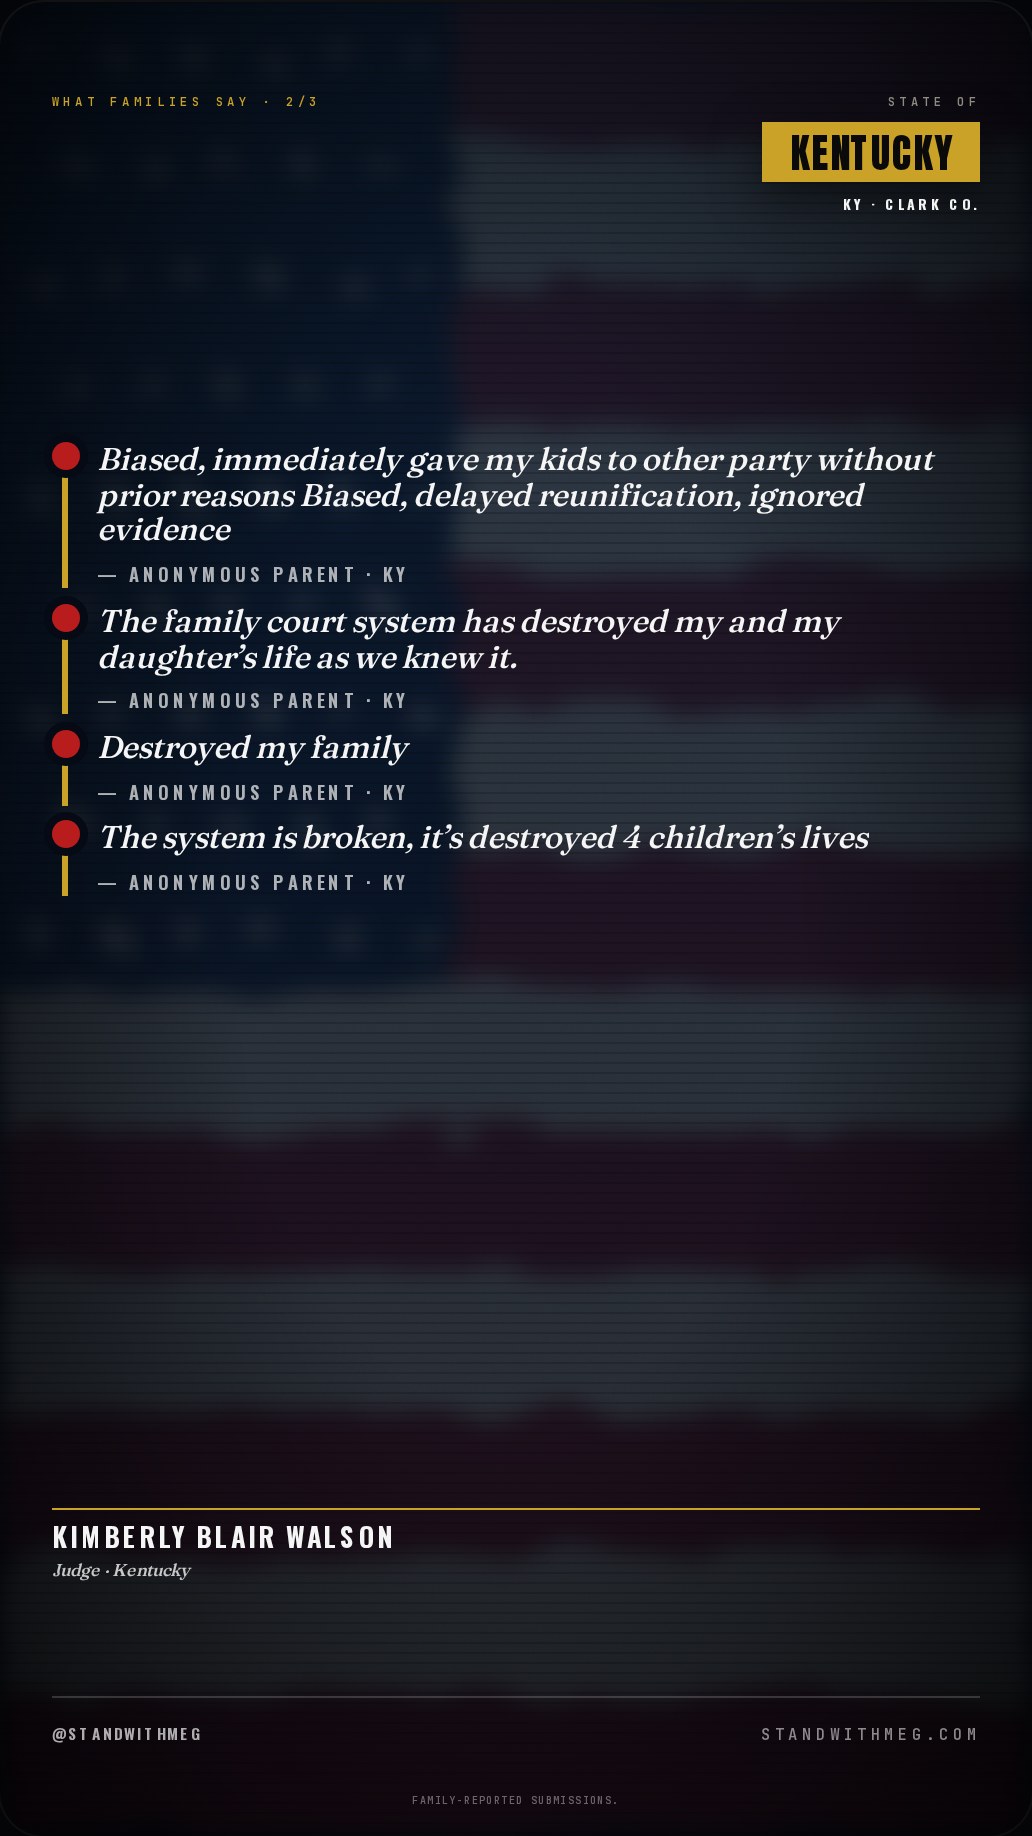 WHAT FAMILIES SAY · 2/3
STATE OF
KENTUCKY
KY · CLARK CO.
Biased, immediately gave my kids to other party without
prior reasons Biased, delayed reunification, ignored
evidence
— ANONYMOUS PARENT · KY
The family court system has destroyed my and my
daughter’s life as we knew it.
— ANONYMOUS PARENT · KY
Destroyed my family
— ANONYMOUS PARENT · KY
The system is broken, it’s destroyed 4 children’s lives
— ANONYMOUS PARENT · KY
KIMBERLY BLAIR WALSON
Judge · Kentucky
@STANDWITHMEG
STANDWITHMEG.COM
FAMILY-REPORTED SUBMISSIONS.